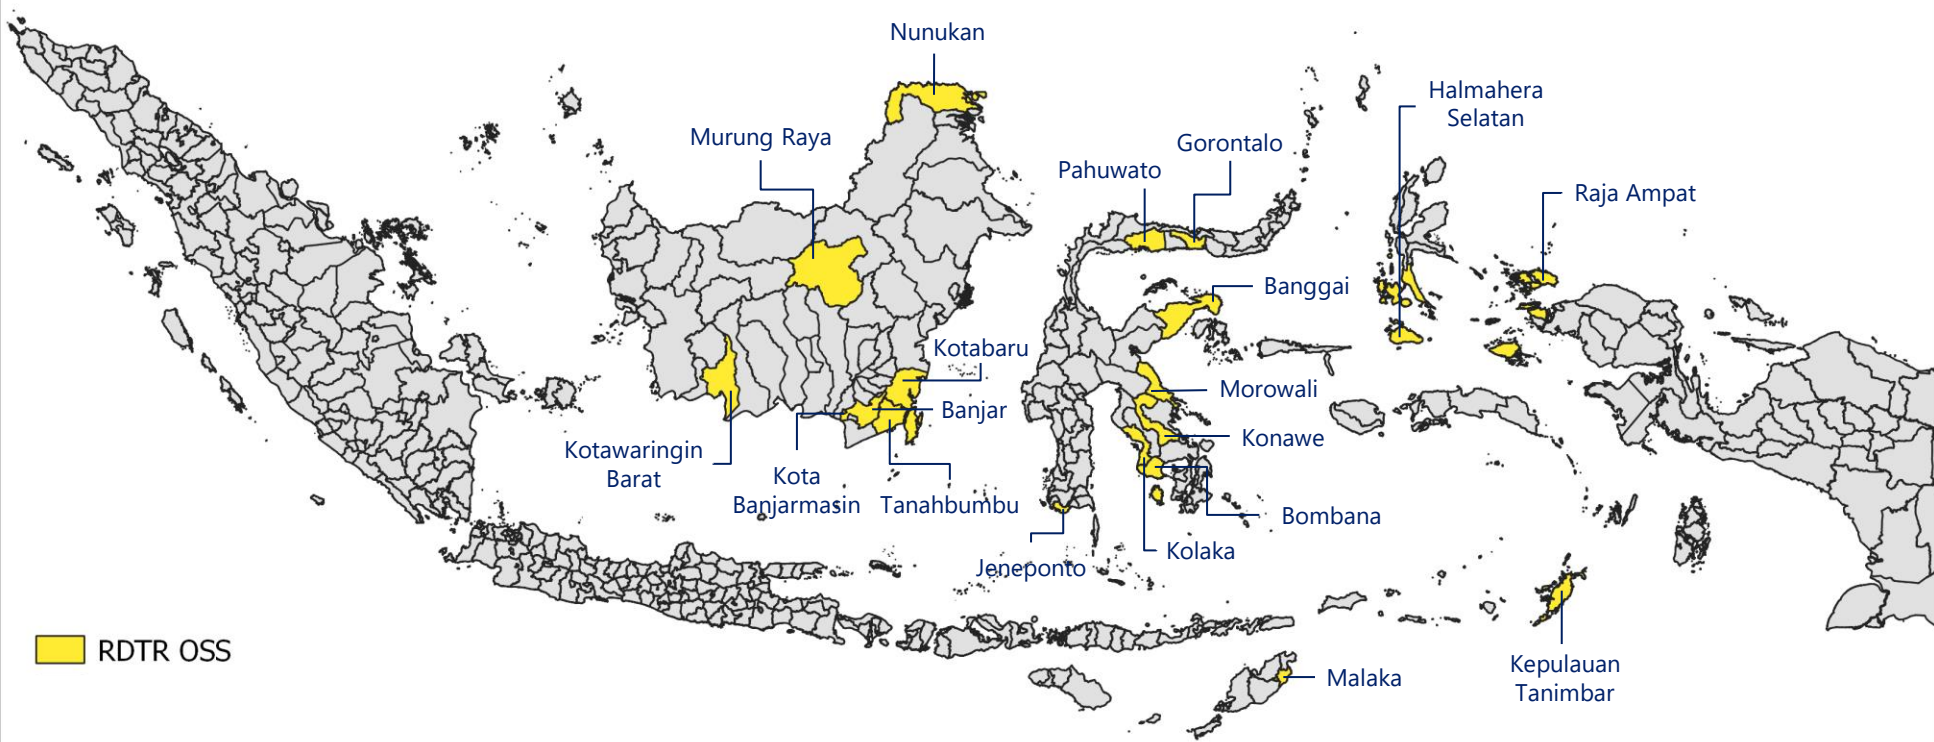 Nunukan
Halmahera
Selatan
Murung Raya
Gorontalo
Pahuwato
Raja Ampat
Banggai
Kotabaru
Morowali
Banjar
Konawe
Kotawaringin
Barat
Kota
Banjarmasin
Tanahbumbu
Bombana
Kolaka
Jeneponto
RDTR OSS
Malaka
Kepulauan
Tanimbar